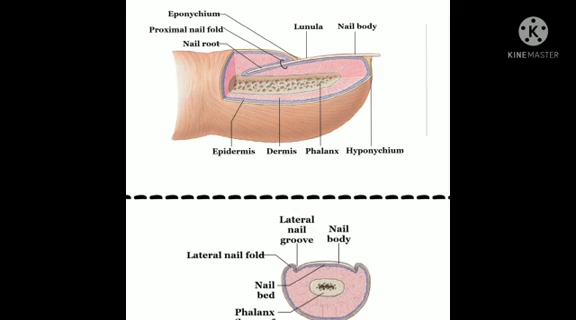 Eponychium
Proximal nail fold
Nail root
Lunula
Nail body
Epidermis
Dermis
Phalanx
Hyponychium
Lateral
nail
groove
Nail
body
Lateral nail fold
Nail
bed
Phalanx
K
KINEMASTER